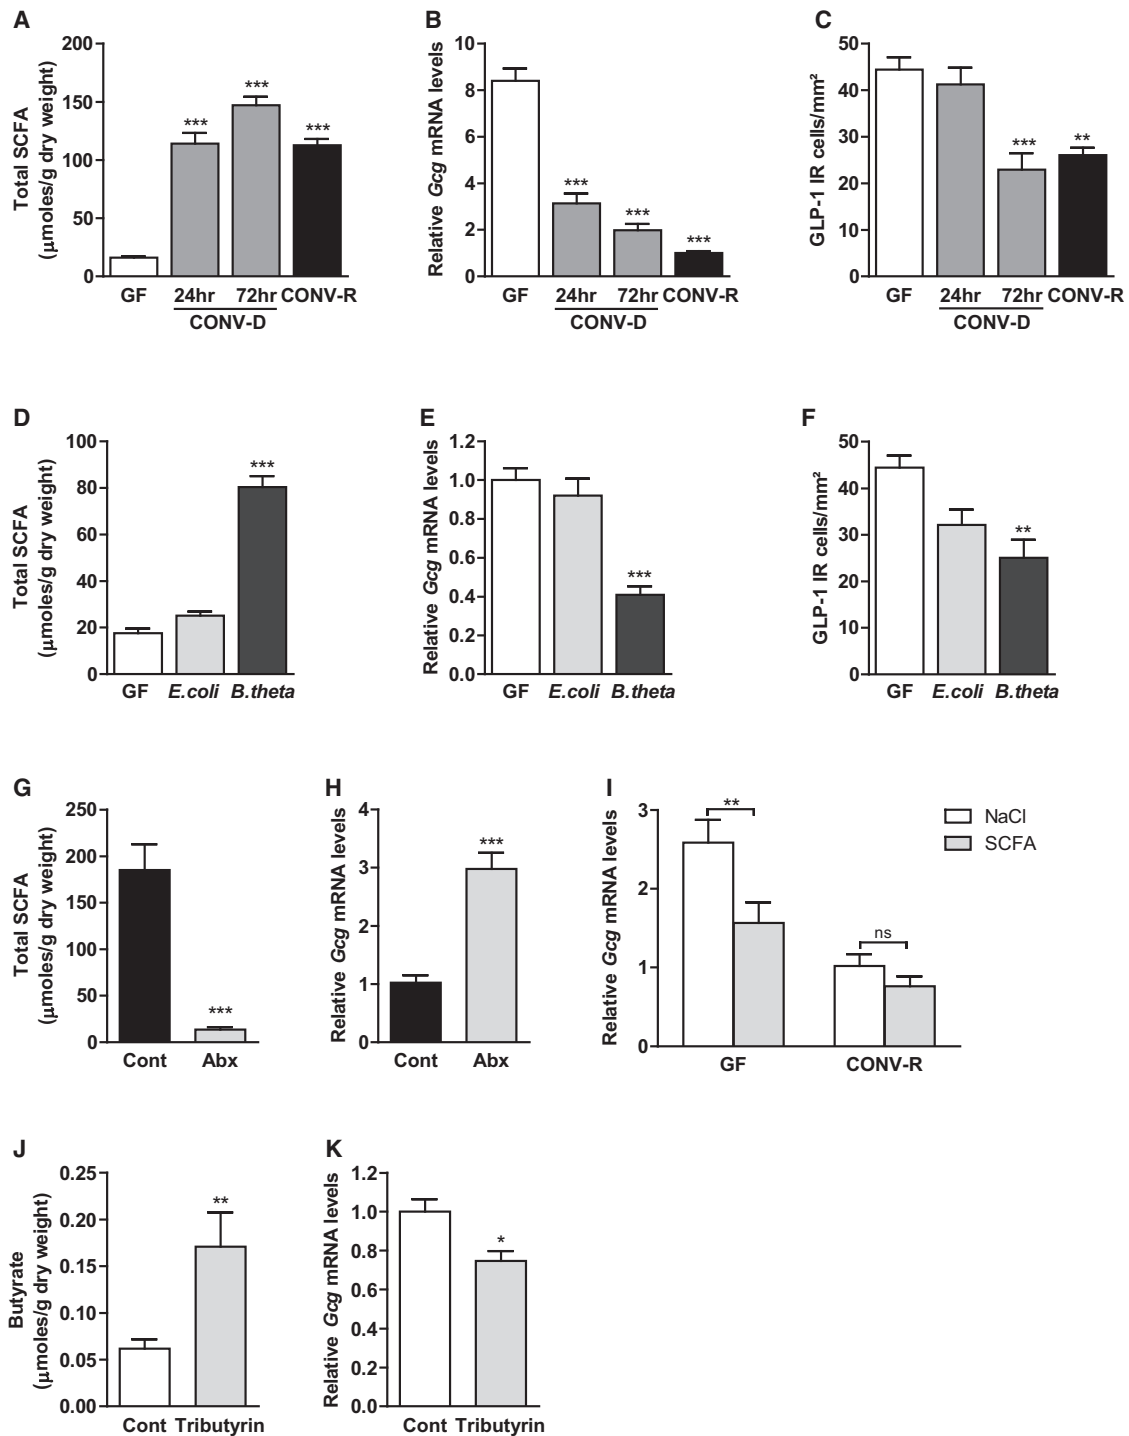 A
Total SCFA
(μmoles/g dry weight)
200
150
100
50
0
***
***
***
GF
24hr
72hr
CONV-R
CONV-D
B
Relative Gcg mRNA levels
10
8
6
4
2
0
***
***
***
GF
24hr
72hr
CONV-R
CONV-D
C
GLP-1 IR cells/mm²
50
40
30
20
10
0
***
**
GF
24hr
72hr
CONV-R
CONV-D
D
Total SCFA
(μmoles/g dry weight)
100
80
60
40
20
0
***
GF
E.coli
B.theta
E
Relative Gcg mRNA levels
1.2
1.0
0.8
0.6
0.4
0.2
0.0
***
GF
E.coli
B.theta
F
GLP-1 IR cells/mm²
50
40
30
20
10
0
**
GF
E.coli
B.theta
G
Total SCFA
(μmoles/g dry weight)
250
200
150
100
50
0
***
Cont
Abx
H
Relative Gcg mRNA levels
4
3
2
1
0
***
Cont
Abx
I
Relative Gcg mRNA levels
3
2
1
0
**
ns
GF
CONV-R
NaCl
SCFA
J
Butyrate
(μmoles/g dry weight)
0.25
0.20
0.15
0.10
0.05
0.00
**
Cont
Tributyrin
K
Relative Gcg mRNA levels
1.2
1.0
0.8
0.6
0.4
0.2
0.0
*
Cont
Tributyrin